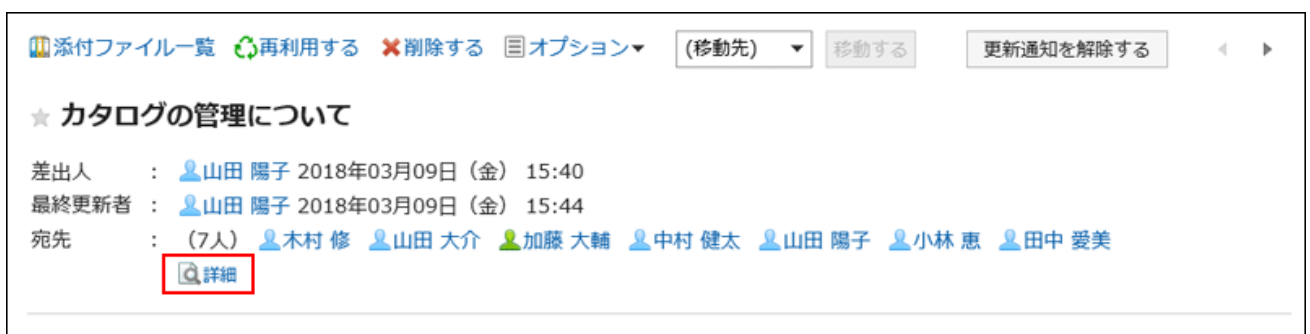 添付ファイル一覧 再利用する 削除する オプション▼ (移動先) ▼ 移動する 更新通知を解除する
カタログの管理について
差出人 : 山田 陽子 2018年03月09日（金） 15:40
最終更新者 : 山田 陽子 2018年03月09日（金） 15:44
宛先 : （7人） 木村 修 山田 大介 加藤 大輔 中村 健太 山田 陽子 小林 恵 田中 愛美
詳細